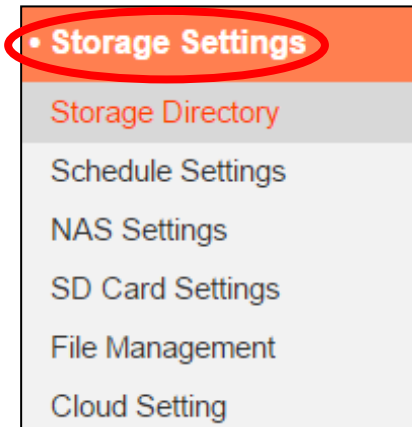 • Storage Settings
Storage Directory
Schedule Settings
NAS Settings
SD Card Settings
File Management
Cloud Setting